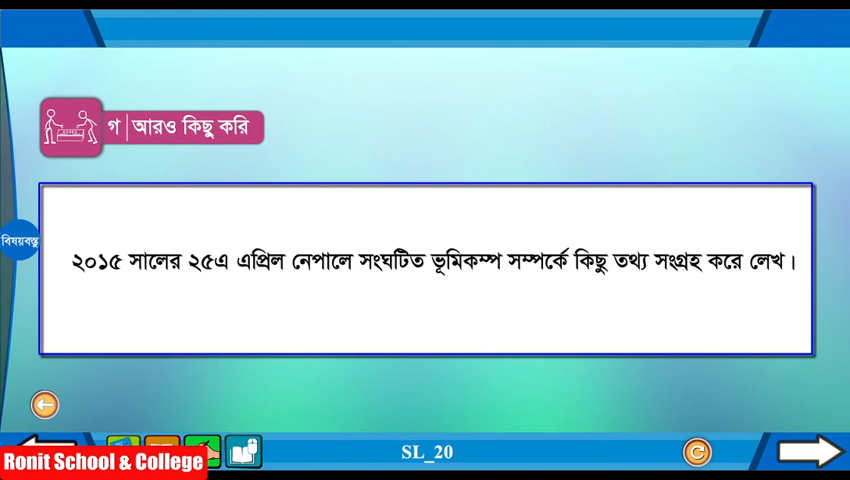 গ | আরও কিছু করি
২০১৫ সালের ২৫এ এপ্রিল নেপালে সংঘটিত ভূমিকম্প সম্পর্কে কিছু তথ্য সংগ্রহ করে লেখ।
বিষয়বস্তু
SL_20
Ronit School & College